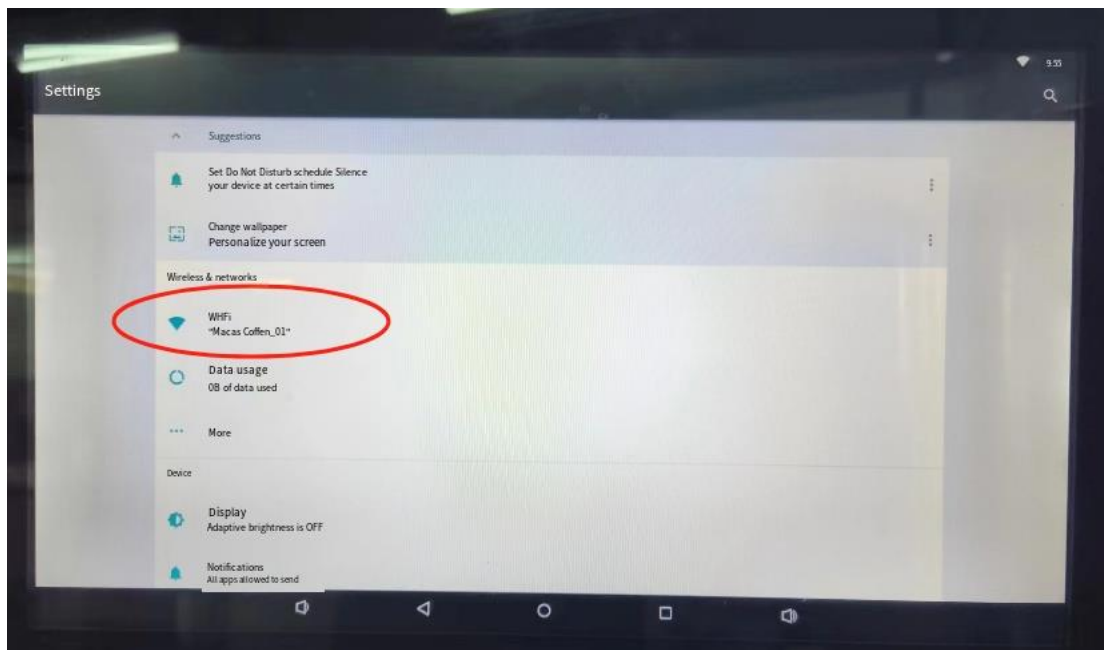 9:55
Settings
Suggestions
Set Do Not Disturb schedule Silence
your device at certain times
Change wallpaper
Personalize your screen
Wireless & networks
WHFi
"Macas Coffen_01"
Data usage
0B of data used
More
Device
Display
Adaptive brightness is OFF
Notifications
All apps allowed to send